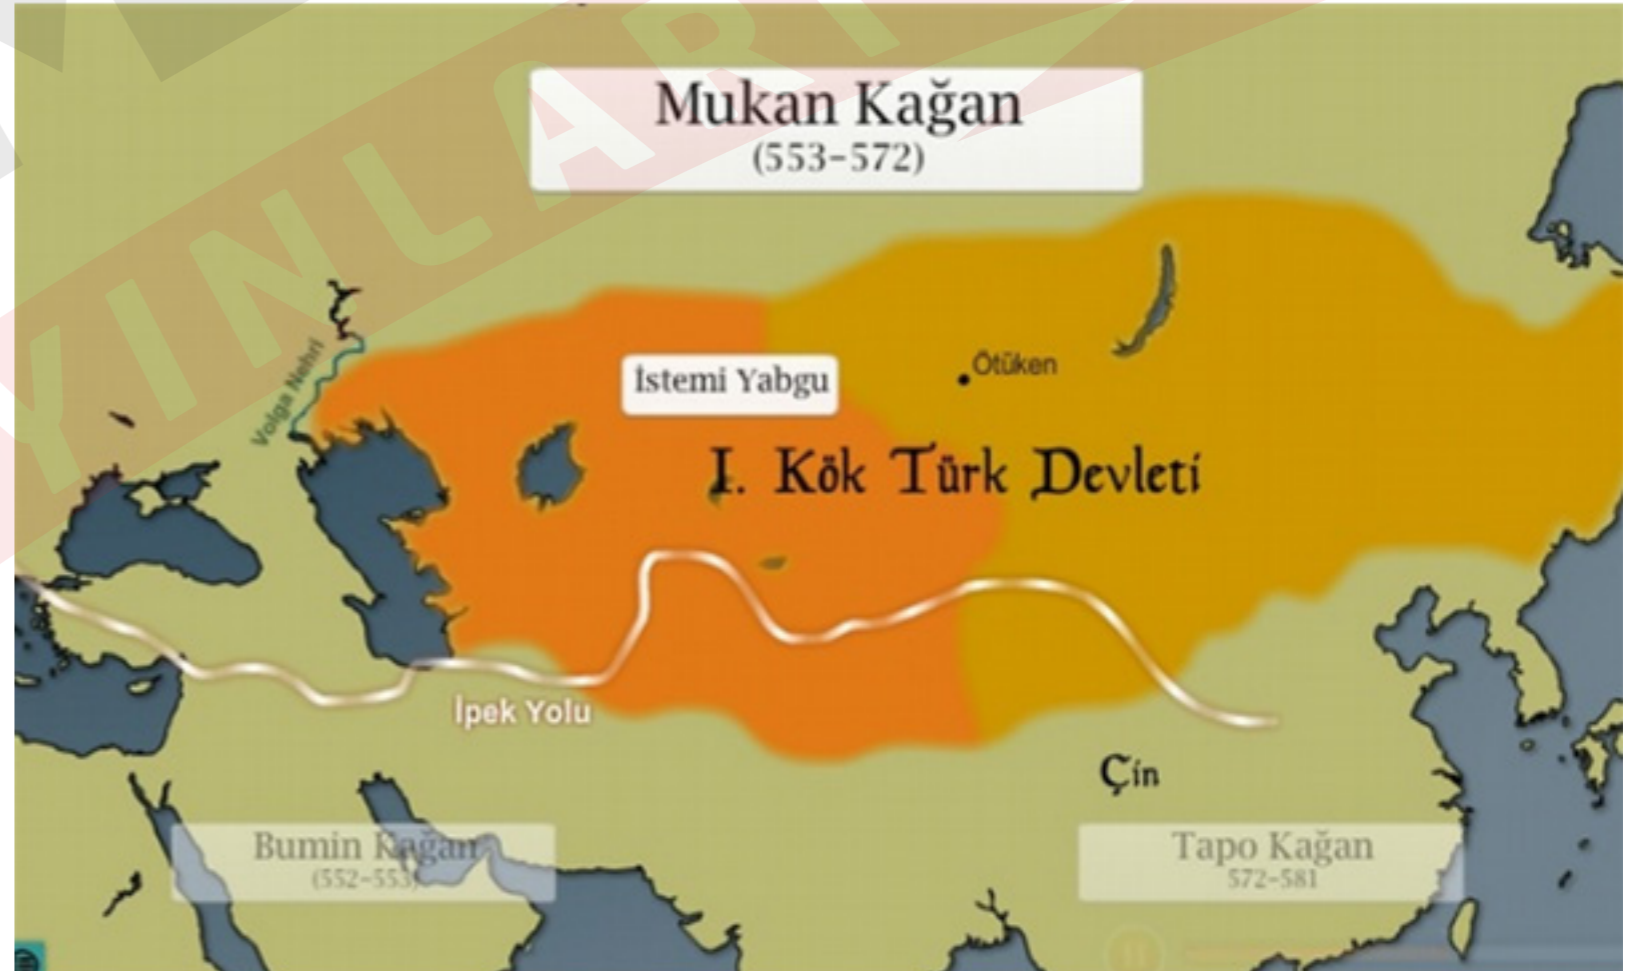 YINLARI
Mukan Kağan
(553-572)
Volga Nehri
İstemi Yabgu
Ötüken
I. Kök Türk Devleti
İpek Yolu
Çin
Bumin Kağan
(552-553)
Tapo Kağan
572-581